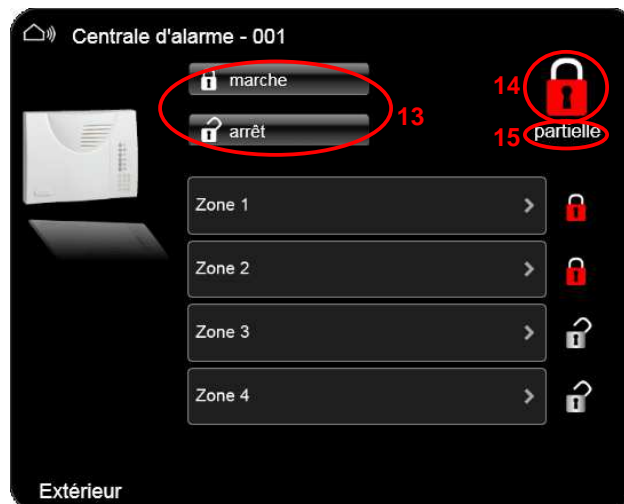 Centrale d'alarme - 001
marche
13
arrêt
14
15 partielle
Zone 1
Zone 2
Zone 3
Zone 4
Extérieur